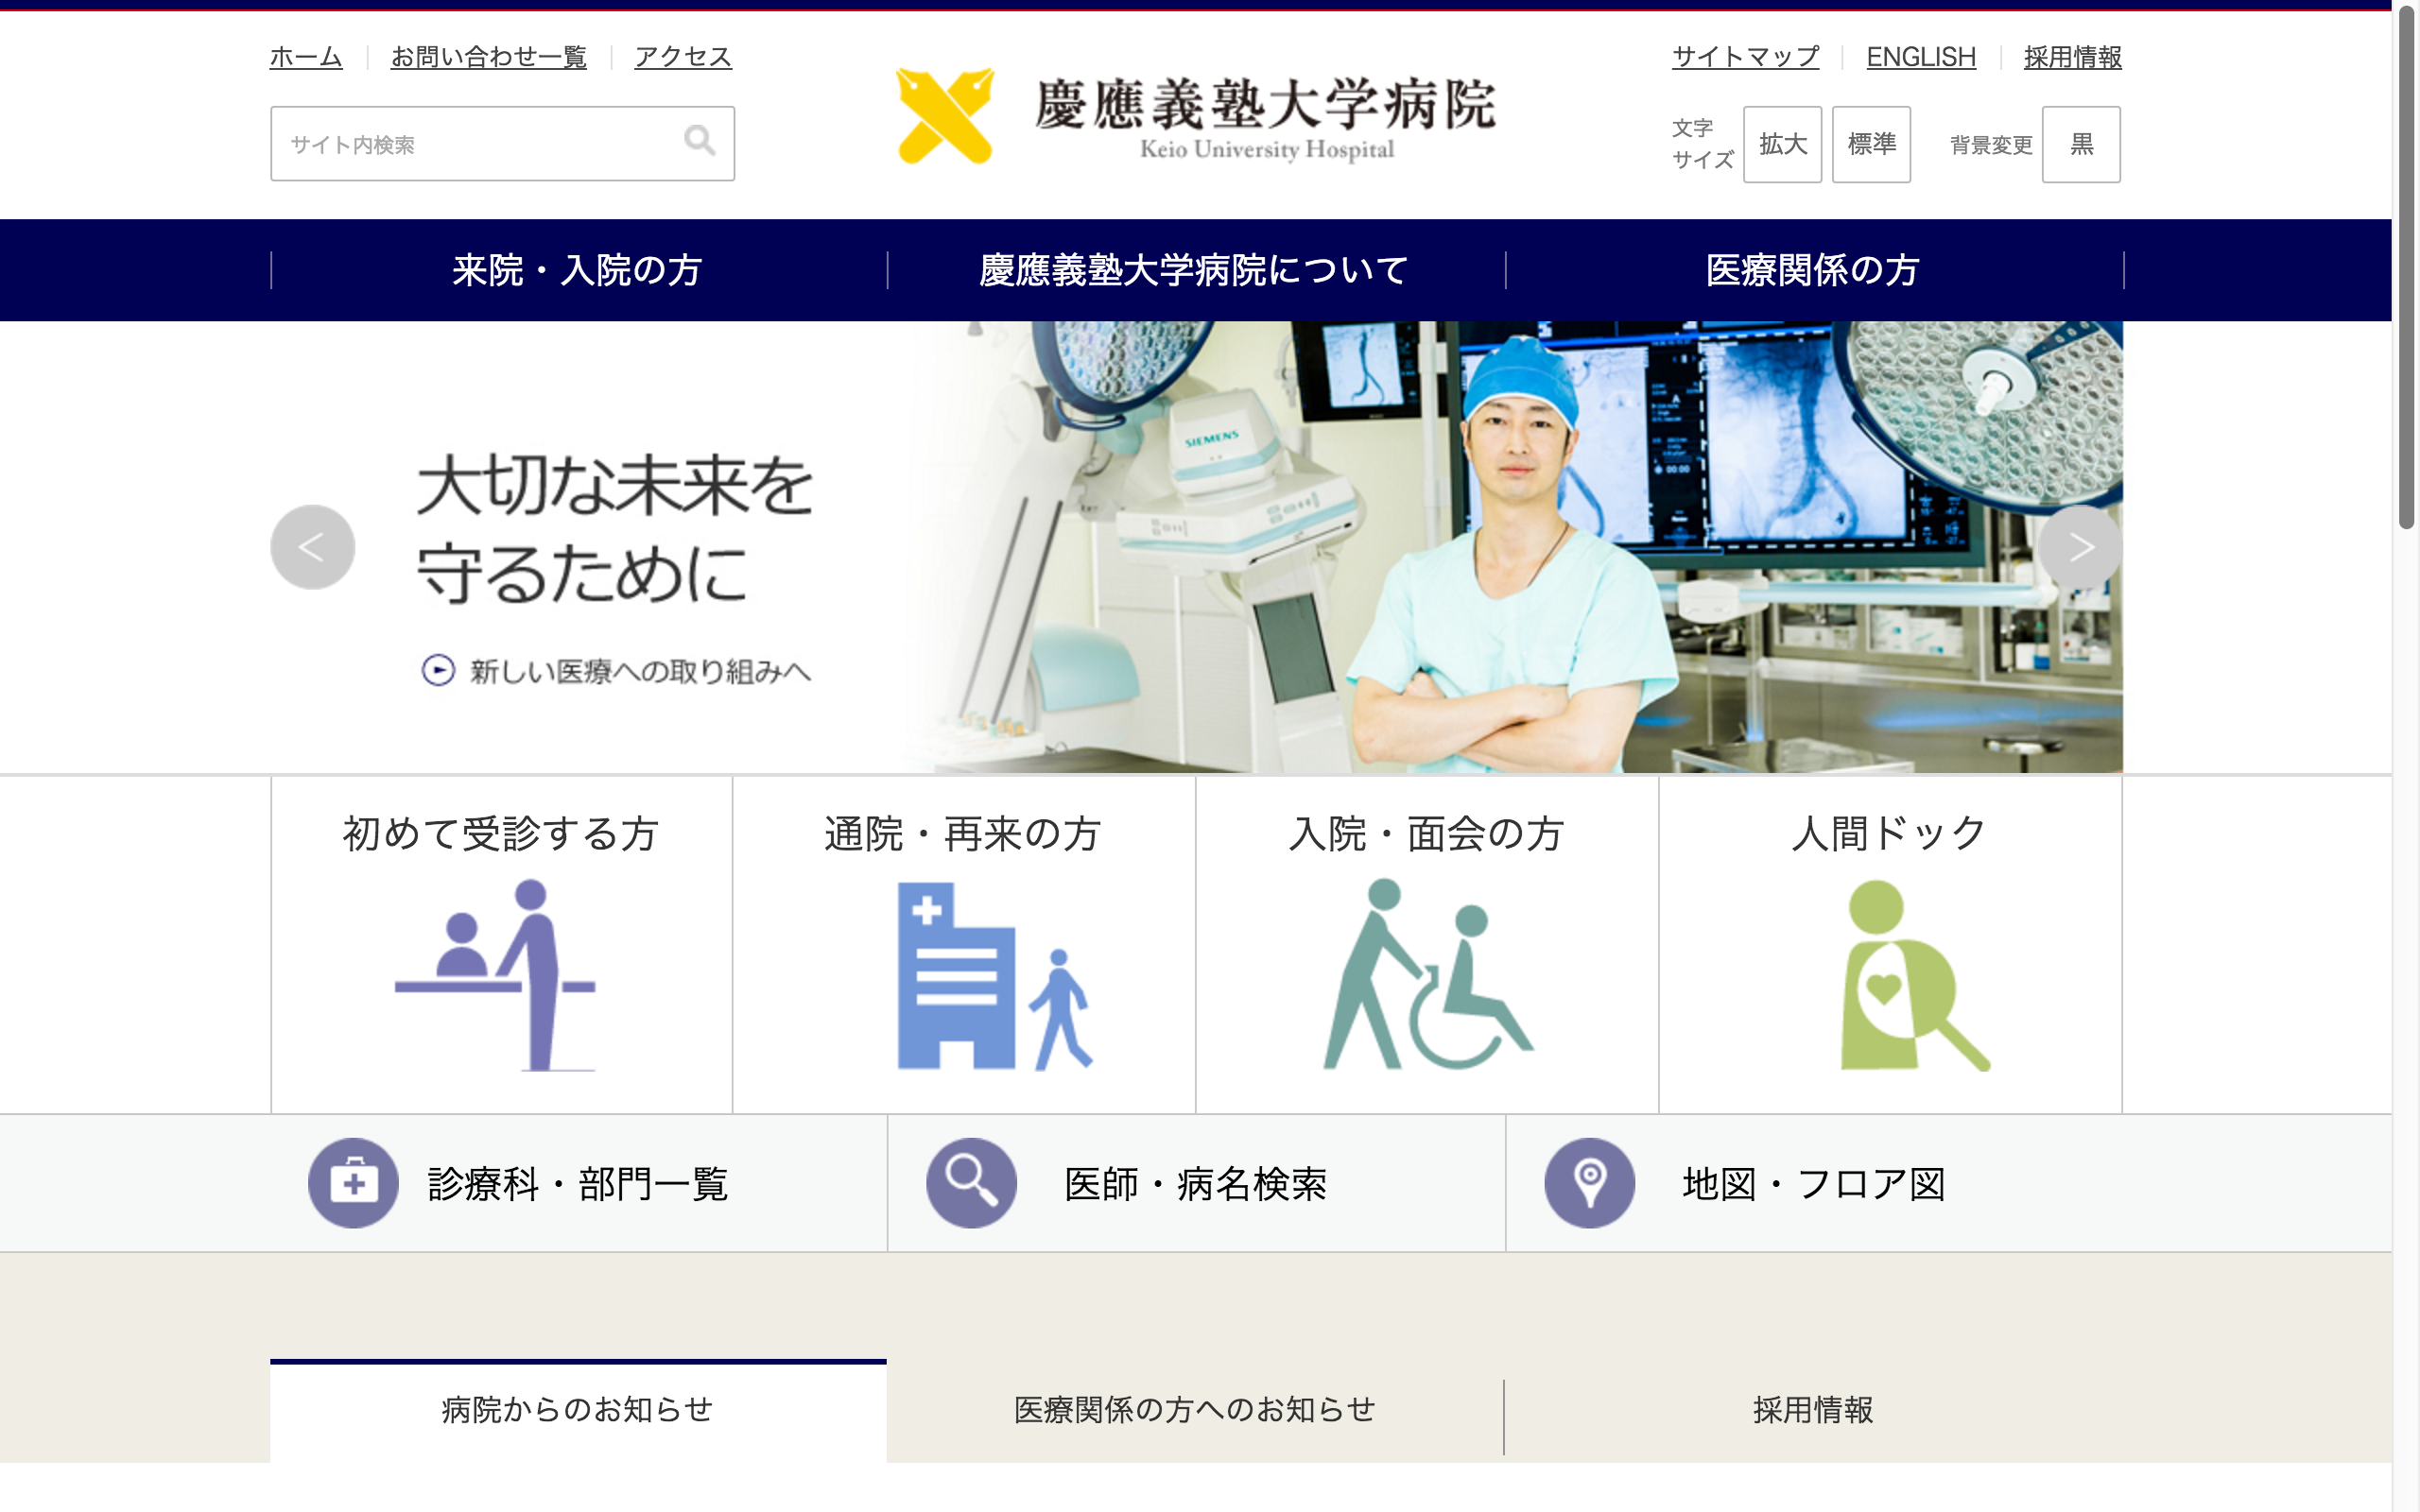 ホーム
お問い合わせ一覧
アクセス
サイト内検索
慶應義塾大学病院
Keio University Hospital
サイトマップ
ENGLISH
採用情報
文字
サイズ
拡大
標準
背景変更
黒
来院・入院の方
慶應義塾大学病院について
医療関係の方
大切な未来を
守るために
新しい医療への取り組みへ
<
SIEMENS
>
初めて受診する方
通院・再来の方
入院・面会の方
人間ドック
診療科・部門一覧
医師・病名検索
地図・フロア図
病院からのお知らせ
医療関係の方へのお知らせ
採用情報